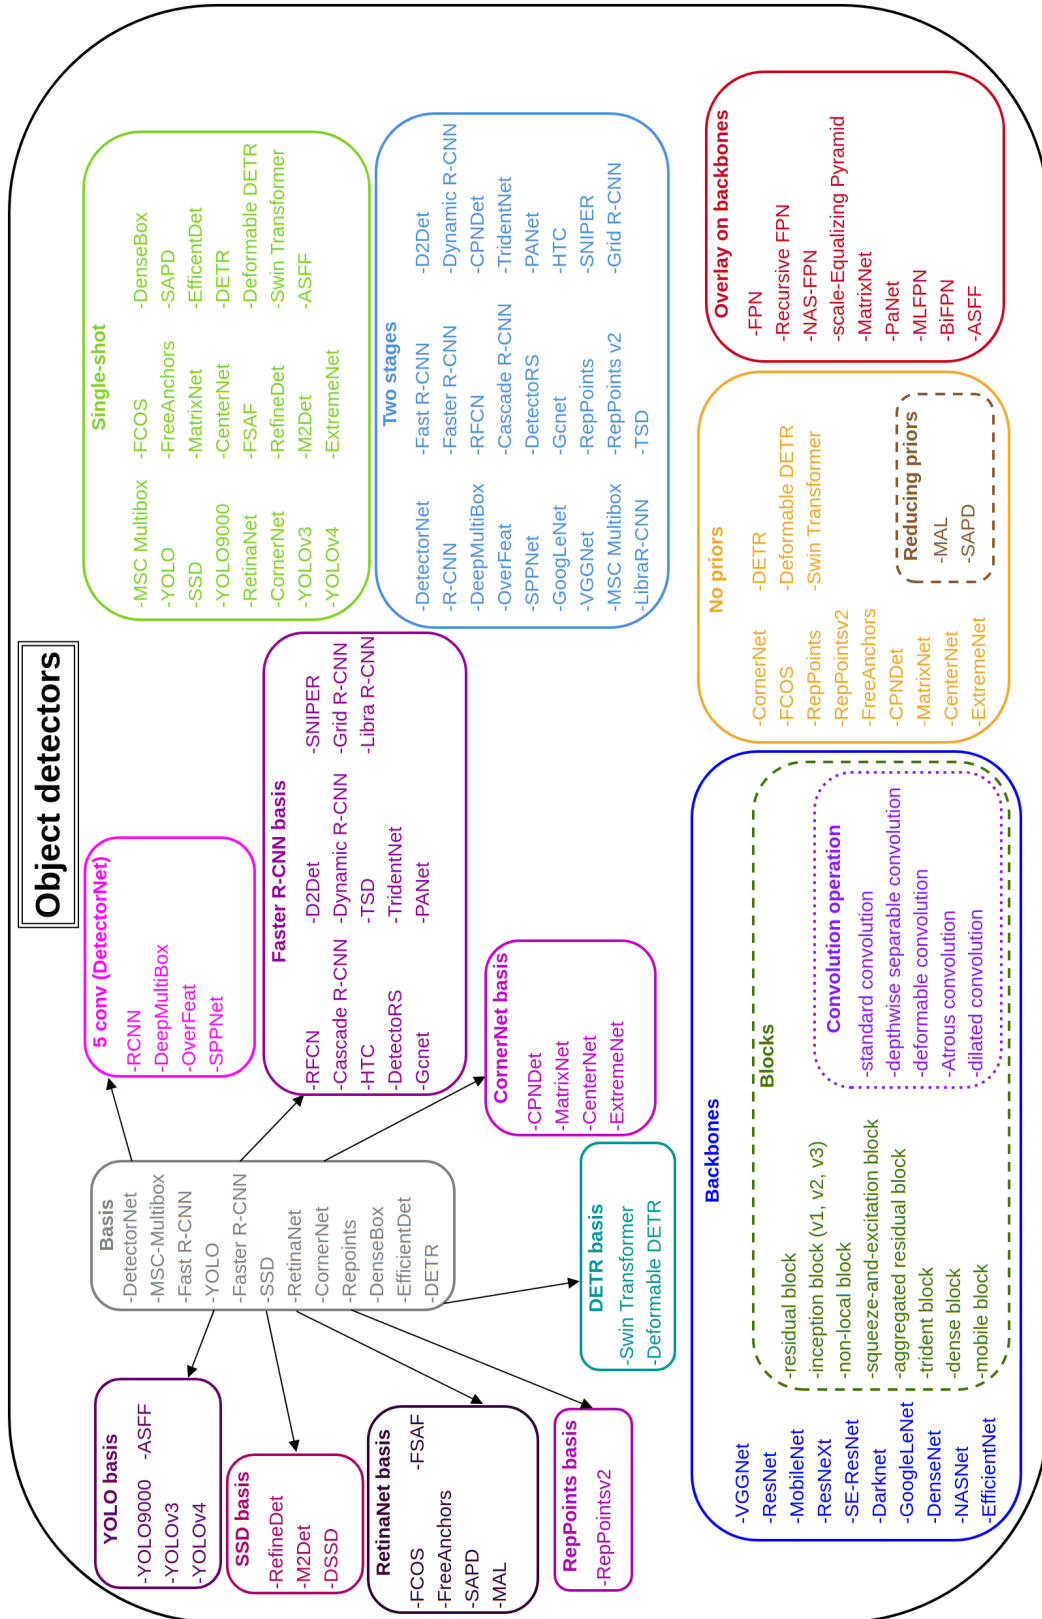 Object detectors
YOLO basis
-YOLO9000 -ASFF
-YOLOv3
-YOLOv4
SSD basis
-RefineDet
-M2Det
-DSSD
RetinaNet basis
-FCOS -FSAF
-FreeAnchors
-SAPD
-MAL
RepPoints basis
-RepPointsv2
Basis
-DetectorNet
-MSC-Multibox
-Fast R-CNN
-YOLO
-Faster R-CNN
-SSD
-RetinaNet
-CornerNet
-Repoints
-DenseBox
-EfficientDet
-DETR
DETR basis
-Swin Transformer
-Deformable DETR
5 conv (DetectorNet)
-RCNN
-DeepMultiBox
-OverFeat
-SPPNet
Faster R-CNN basis
-RFCN -D2Det -SNIPER
-Cascade R-CNN -Dynamic R-CNN -Grid R-CNN
-HTC -TSD -Libra R-CNN
-DetectoRS -TridentNet
-Gcnet -PANet
CornerNet basis
-CPNDet
-MatrixNet
-CenterNet
-ExtremeNet
Single-shot
-MSC Multibox -FCOS -DenseBox
-YOLO -FreeAnchors -SAPD
-SSD -MatrixNet -EfficentDet
-YOLO9000 -CenterNet -DETR
-RetinaNet -FSAF -Deformable DETR
-CornerNet -RefineDet -Swin Transformer
-YOLOv3 -M2Det -ASFF
-YOLOv4 -ExtremeNet
Two stages
-DetectorNet -Fast R-CNN -D2Det
-R-CNN -Faster R-CNN -Dynamic R-CNN
-DeepMultiBox -RFCN -CPNDet
-OverFeat -Cascade R-CNN -TridentNet
-SPPNet -DetectoRS -PANet
-GoogLeNet -Gcnet -HTC
-VGGNet -RepPoints -SNIPER
-MSC Multibox -RepPoints v2 -Grid R-CNN
-LibraR-CNN -TSD
Backbones
-VGGNet
-ResNet
-MobileNet
-ResNeXt
-SE-ResNet
-Darknet
-GoogleLeNet
-DenseNet
-NASNet
-EfficientNet
Blocks
-residual block
-inception block (v1, v2, v3)
-non-local block
-squeeze-and-excitation block
-aggregated residual block
-trident block
-dense block
-mobile block
Convolution operation
-standard convolution
-depthwise separable convolution
-deformable convolution
-Atrous convolution
-dilated convolution
No priors
-CornerNet -DETR
-FCOS -Deformable DETR
-RepPoints -Swin Transformer
-RepPointsv2
-FreeAnchors
-CPNDet
-MatrixNet
-CenterNet
-ExtremeNet
Reducing priors
-MAL
-SAPD
Overlay on backbones
-FPN
-Recursive FPN
-NAS-FPN
-scale-Equalizing Pyramid
-MatrixNet
-PaNet
-MLFPN
-BiFPN
-ASFF